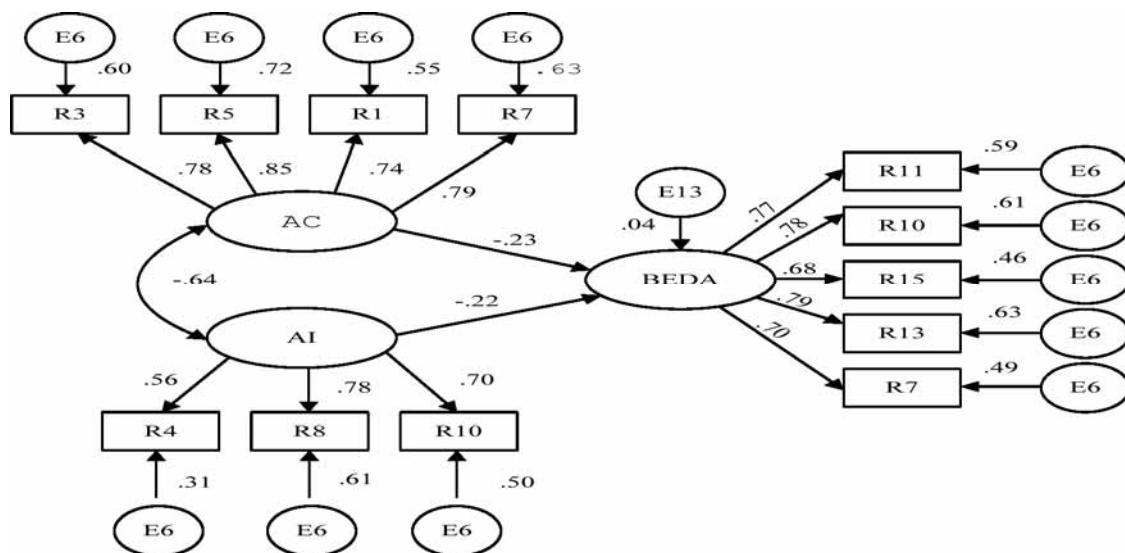 E6 E6 E6 E6
.60 .72 .55 .63
R3 R5 R1 R7
.78 .85 .74 .79
AC
-.64
AI
-.23
-.22
.56 .78 .70
R4 R8 R10
.31 .61 .50
E6 E6 E6
E13
.04
BEDA
.77 R11 .59 E6
.78 R10 .61 E6
.68 R15 .46 E6
.79 R13 .63 E6
.70 R7 .49 E6